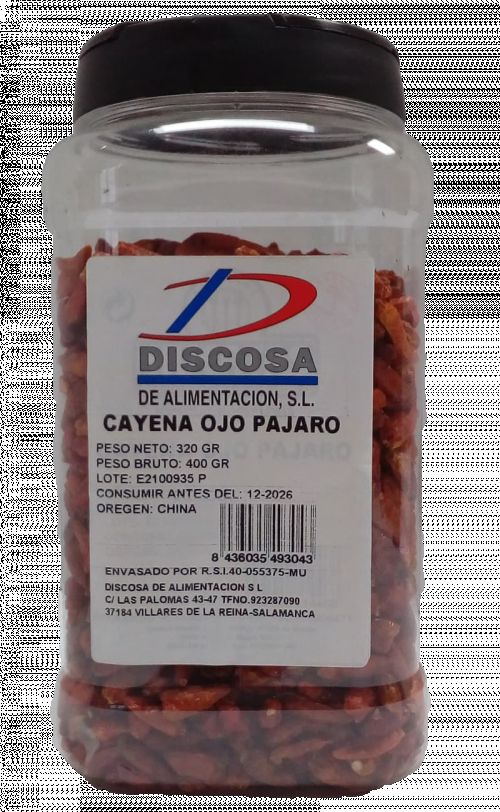 DISCOSA
DE ALIMENTACION, S.L.
CAYENA OJO PAJARO
PESO NETO: 320 GR
PESO BRUTO: 400 GR
LOTE: E2100935 P
CONSUMIR ANTES DEL: 12-2026
OREGEN: CHINA
8 436035 493043
ENVASADO POR R.S.I.40-055375-MU
DISCOSA DE ALIMENTACION S L
C/ LAS PALOMAS 43-47 TFNO.923287090
37184 VILLARES DE LA REINA-SALAMANCA